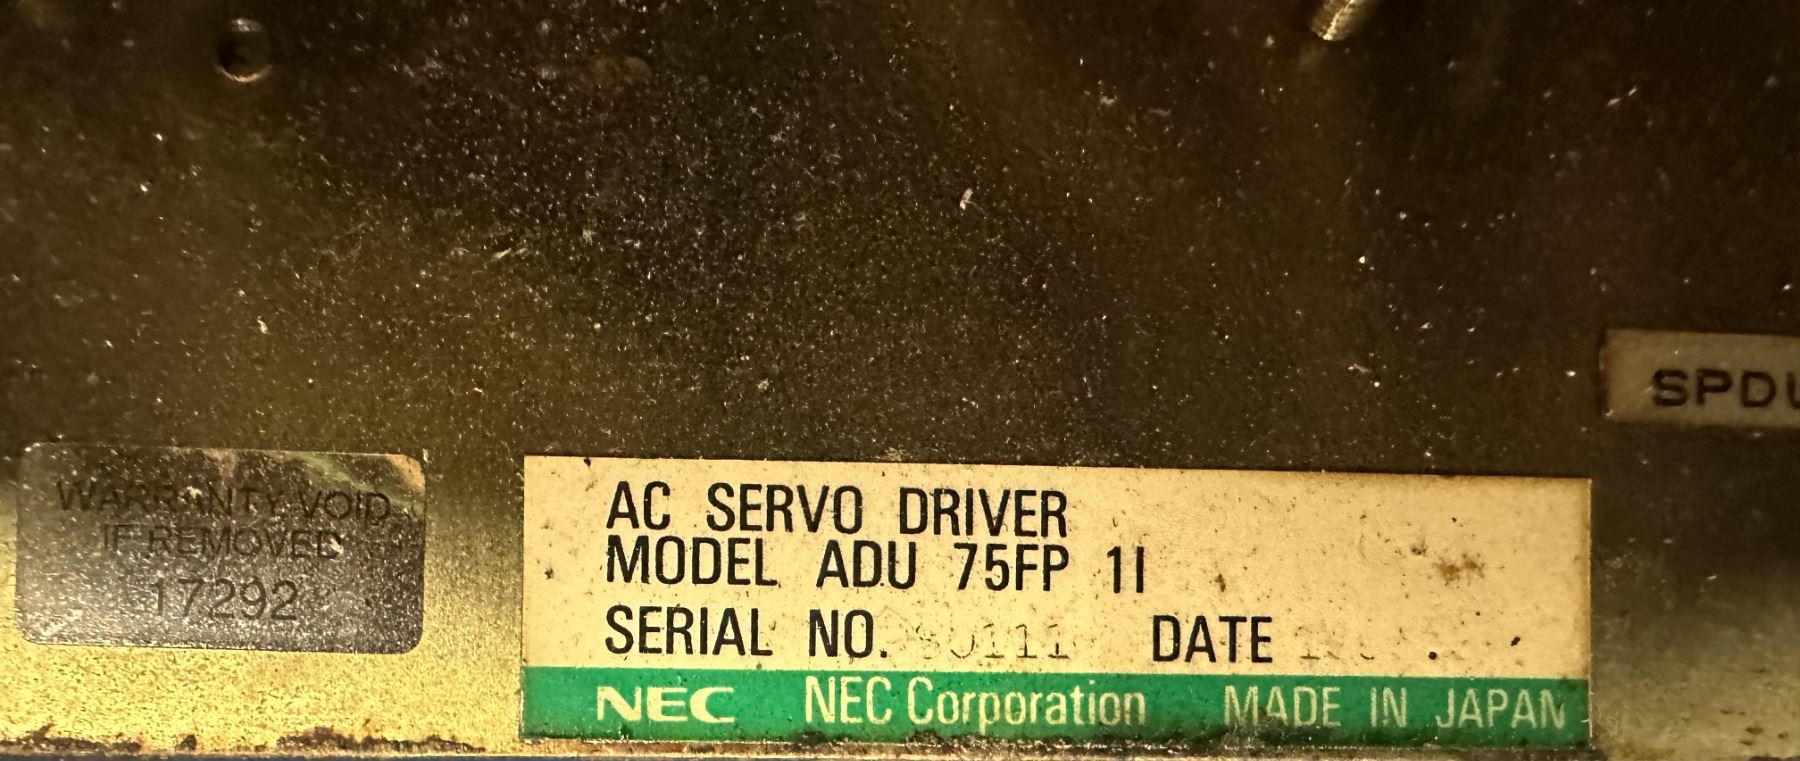 SPDU
WARRANTY VOID
IF REMOVED
17292
AC SERVO DRIVER
MODEL ADU 75FP 1I
SERIAL NO.
DATE
NEC NEC Corporation MADE IN JAPAN